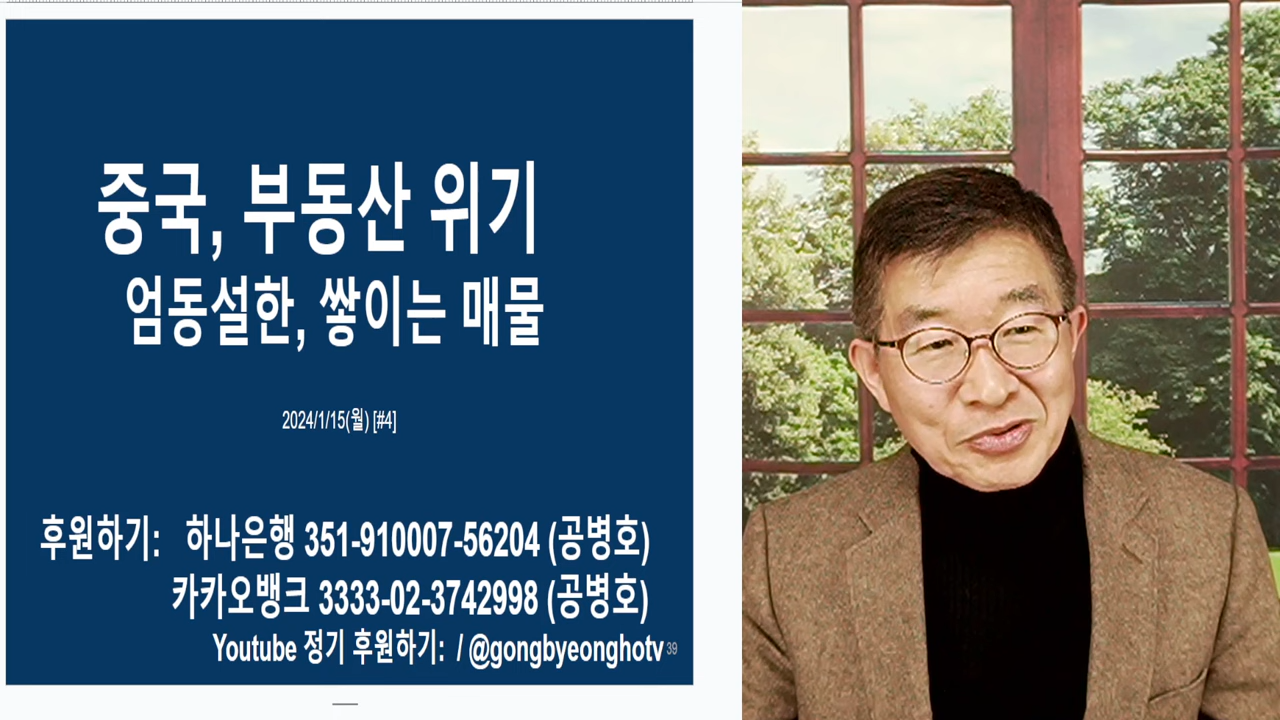 중국, 부동산 위기
엄동설한, 쌓이는 매물
2024/1/15(월) [#4]
후원하기: 하나은행 351-910007-56204 (공병호)
카카오뱅크 3333-02-3742998 (공병호)
Youtube 정기 후원하기: / @gongbyeonghotv
39